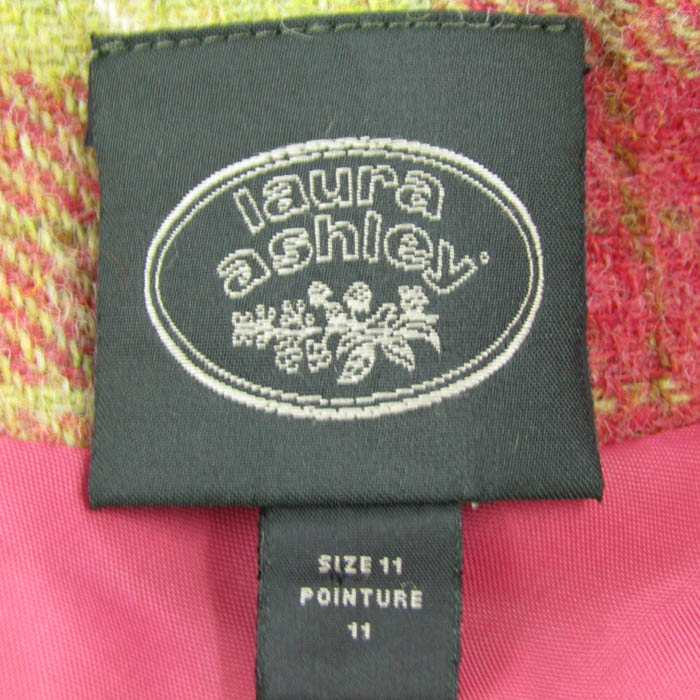 laura
ashley
SIZE 11
POINTURE
11